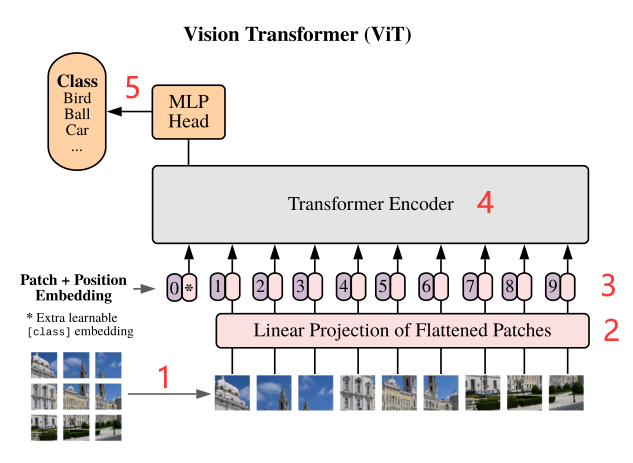 Vision Transformer (ViT)
Class
Bird
Ball
Car
...
5
MLP
Head
Transformer Encoder
4
Patch + Position
Embedding
0 * 1 2 3 4 5 6 7 8 9
3
* Extra learnable
[class] embedding
Linear Projection of Flattened Patches
2
1